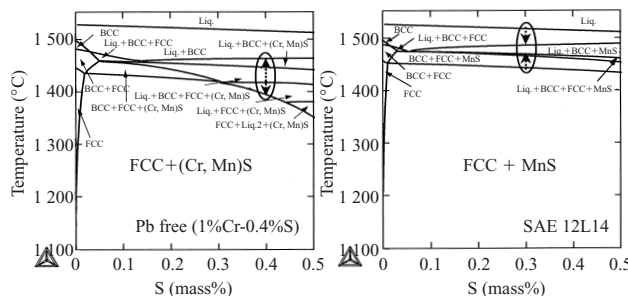 Temperature (°C)
1 500
1 400
1 300
1 200
1 100
0
0.1
0.2
0.3
0.4
0.5
S (mass%)
BCC
Liq.
Liq.+BCC+FCC
Liq.+BCC
Liq.+BCC+(Cr, Mn)S
BCC+FCC
BCC+FCC+(Cr, Mn)S
Liq.+BCC+FCC+(Cr, Mn)S
Liq.+FCC+(Cr, Mn)S
FCC+Liq.2+(Cr, Mn)S
FCC
FCC+(Cr, Mn)S
Pb free (1%Cr-0.4%S)
Temperature (°C)
1 500
1 400
1 300
1 200
1 100
0
0.1
0.2
0.3
0.4
0.5
S (mass%)
Liq.
BCC
Liq.+BCC+FCC
Liq.+BCC
Liq.+BCC+MnS
BCC+FCC+MnS
BCC+FCC
FCC
Liq.+BCC+FCC+MnS
FCC + MnS
SAE 12L14